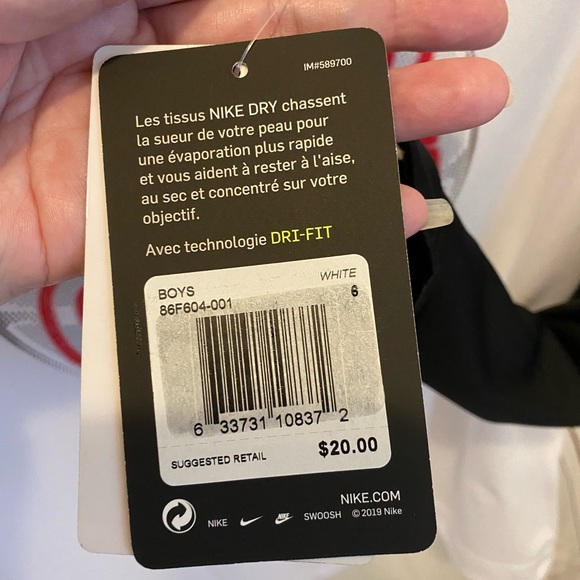 IM#589700
Les tissus NIKE DRY chassent
la sueur de votre peau pour
une évaporation plus rapide
et vous aident à rester à l'aise,
au sec et concentré sur votre
objectif.
Avec technologie DRI-FIT
BOYS WHITE
86F604-001 6
6 33731 10837 2
SUGGESTED RETAIL $20.00
NIKE.COM
NIKE NIKE SWOOSH © 2019 Nike